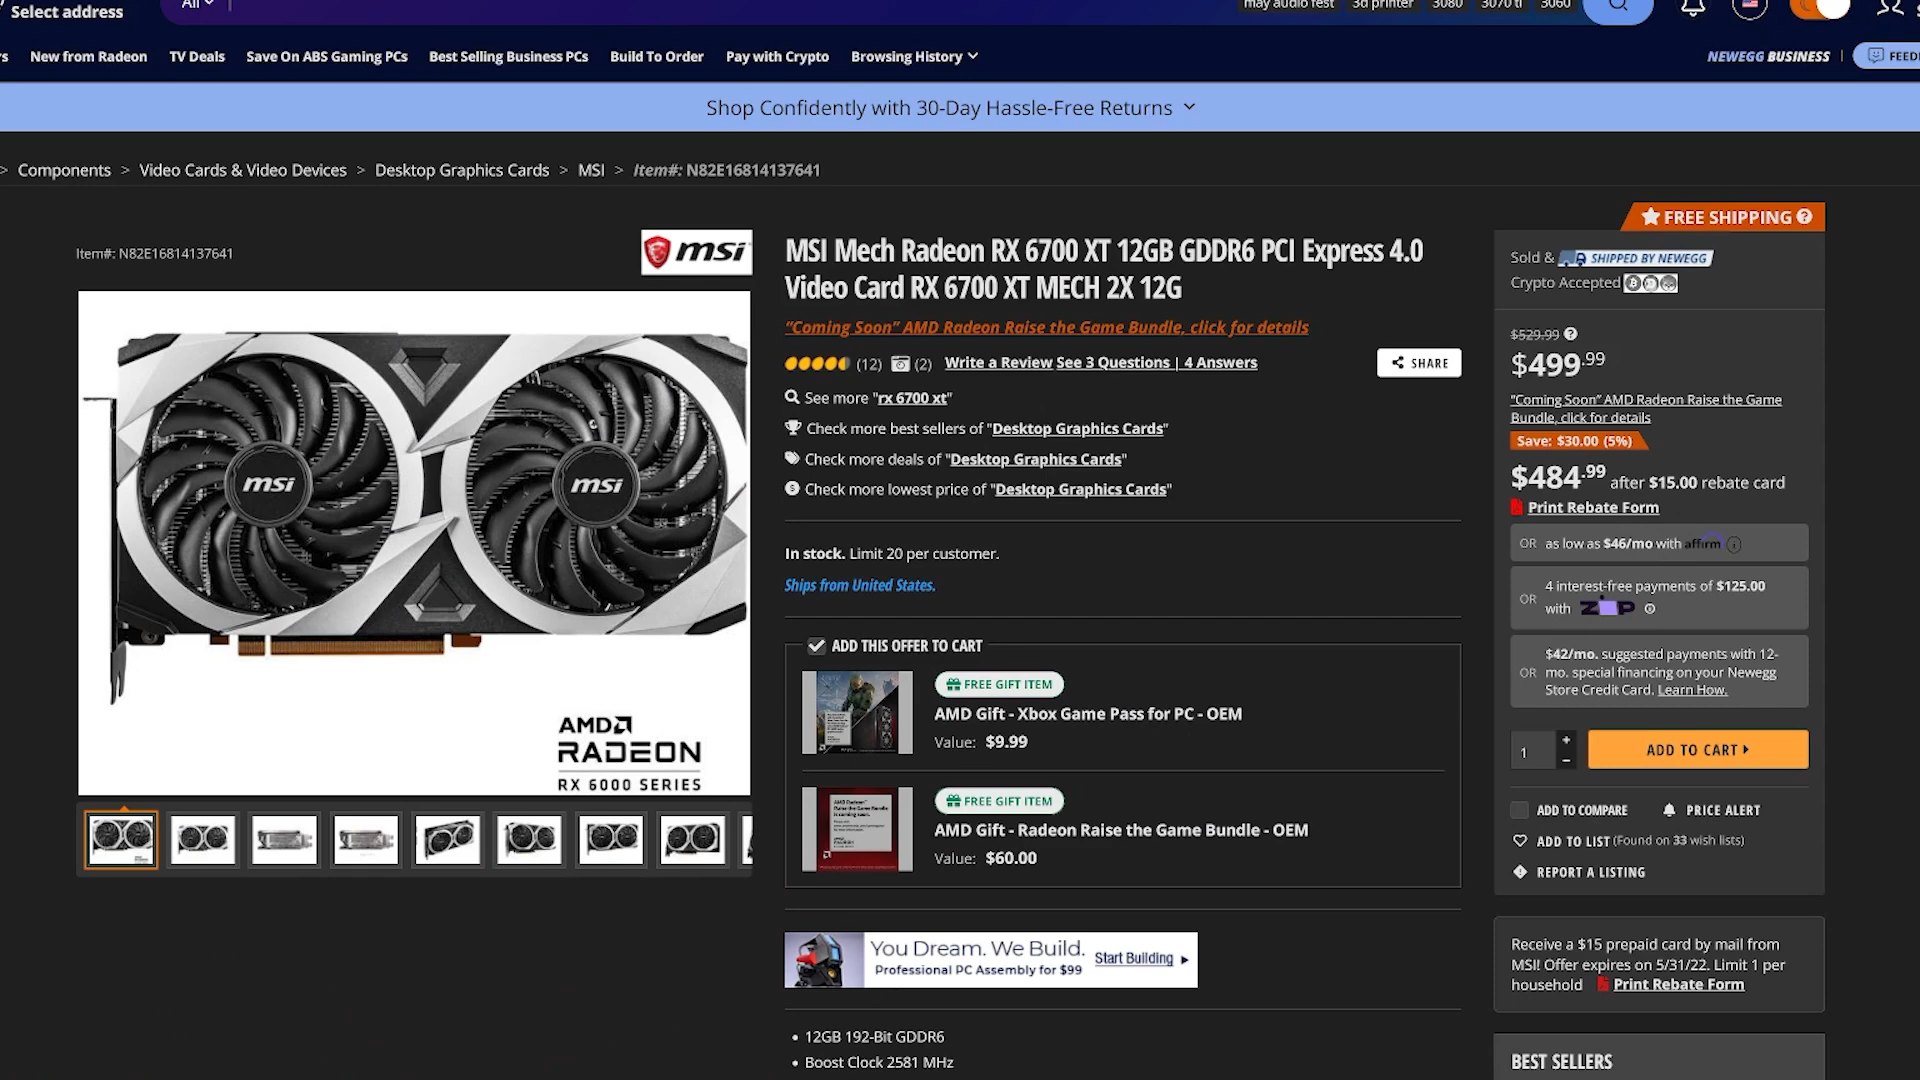 Select address
All
may audio fest 3d printer 3080 3070 ti 3060
New from Radeon TV Deals Save On ABS Gaming PCs Best Selling Business PCs Build To Order Pay with Crypto Browsing History
NEWEGG BUSINESS
Shop Confidently with 30-Day Hassle-Free Returns
> Components > Video Cards & Video Devices > Desktop Graphics Cards > MSI > Item#: N82E16814137641
Item#: N82E16814137641
msi
msi
msi
AMD
RADEON
RX 6000 SERIES
MSI Mech Radeon RX 6700 XT 12GB GDDR6 PCI Express 4.0
Video Card RX 6700 XT MECH 2X 12G
"Coming Soon" AMD Radeon Raise the Game Bundle, click for details
(12) (2) Write a Review See 3 Questions | 4 Answers
SHARE
See more "rx 6700 xt"
Check more best sellers of "Desktop Graphics Cards"
Check more deals of "Desktop Graphics Cards"
Check more lowest price of "Desktop Graphics Cards"
In stock. Limit 20 per customer.
Ships from United States.
ADD THIS OFFER TO CART
FREE GIFT ITEM
AMD Gift - Xbox Game Pass for PC - OEM
Value: $9.99
FREE GIFT ITEM
AMD Gift - Radeon Raise the Game Bundle - OEM
Value: $60.00
You Dream. We Build.
Professional PC Assembly for $99
Start Building
• 12GB 192-Bit GDDR6
• Boost Clock 2581 MHz
FREE SHIPPING
Sold & SHIPPED BY NEWEGG
Crypto Accepted
$529.99
$499.99
"Coming Soon" AMD Radeon Raise the Game
Bundle, click for details
Save: $30.00 (5%)
$484.99 after $15.00 rebate card
Print Rebate Form
OR as low as $46/mo with affirm
4 interest-free payments of $125.00
OR
with ZIP
$42/mo. suggested payments with 12-
OR mo. special financing on your Newegg
Store Credit Card. Learn How.
1 + -
ADD TO CART
ADD TO COMPARE PRICE ALERT
ADD TO LIST (Found on 33 wish lists)
REPORT A LISTING
Receive a $15 prepaid card by mail from
MSI! Offer expires on 5/31/22. Limit 1 per
household Print Rebate Form
BEST SELLERS